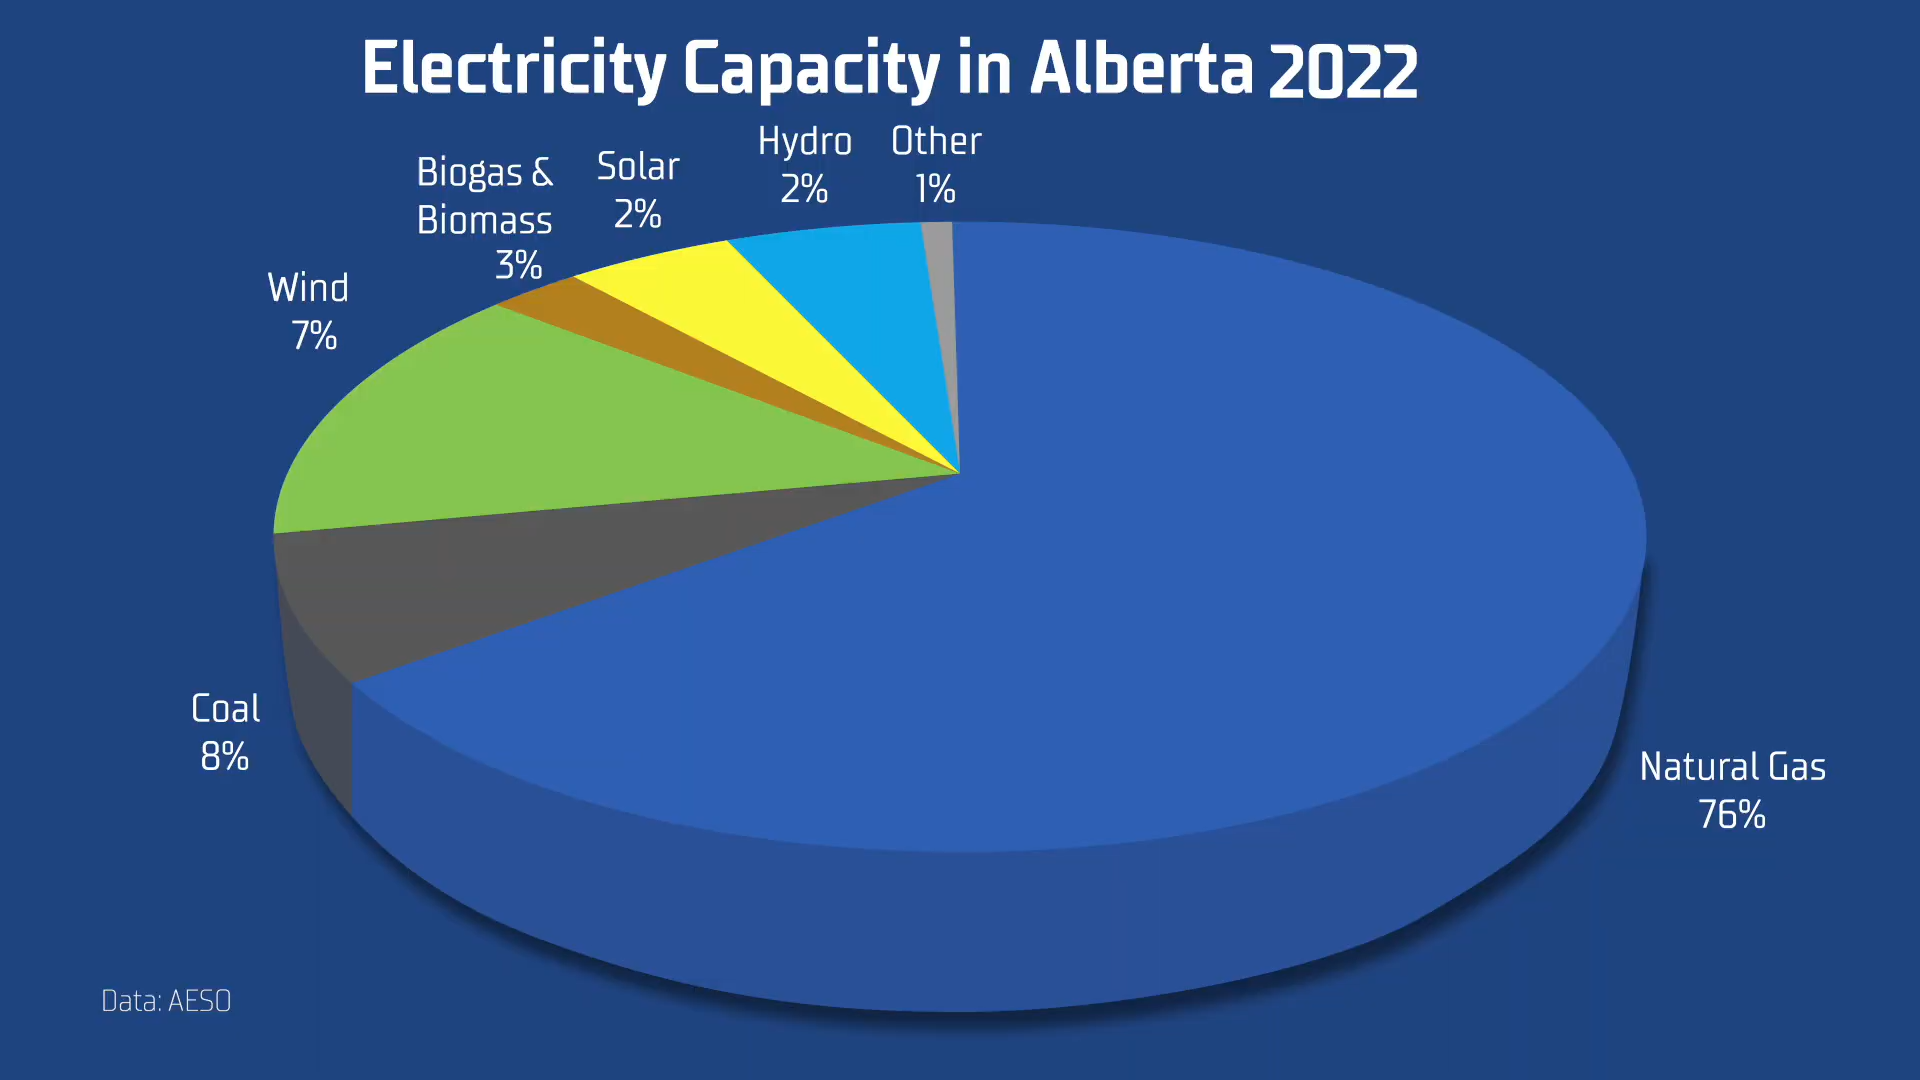 Electricity Capacity in Alberta 2022
Hydro
2%
Other
1%
Solar
2%
Biogas &
Biomass
3%
Wind
7%
Coal
8%
Natural Gas
76%
Data: AESO